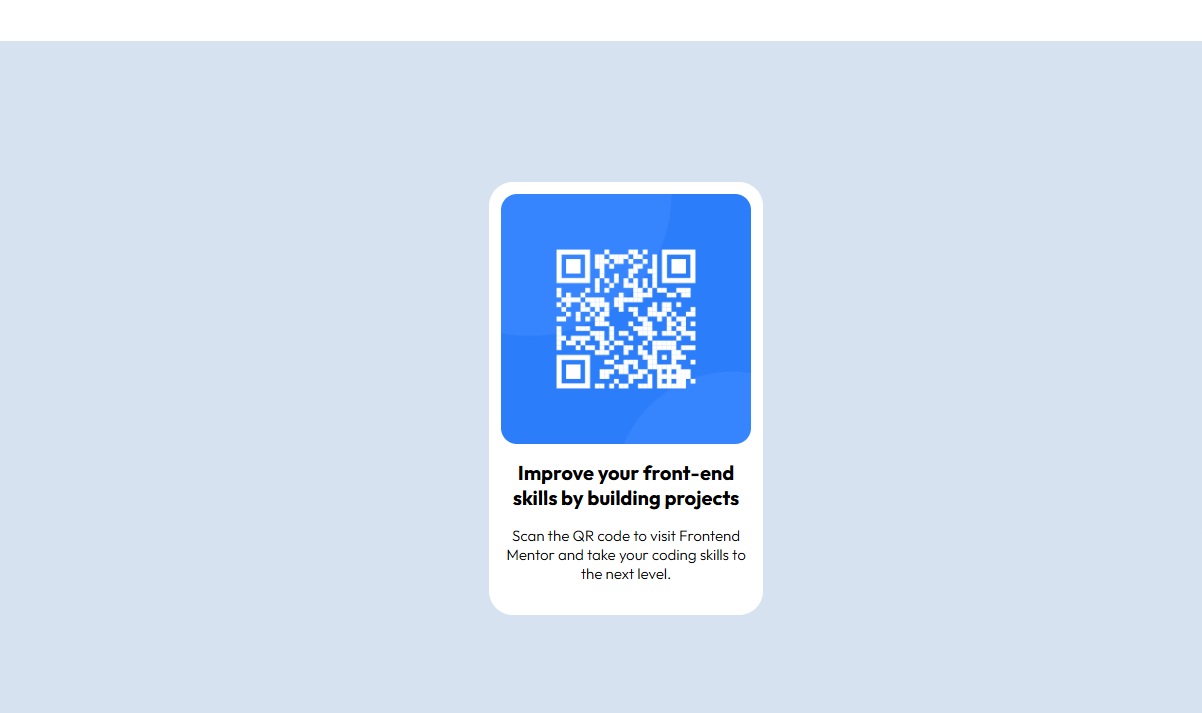 Improve your front-end
skills by building projects
Scan the QR code to visit Frontend
Mentor and take your coding skills to
the next level.